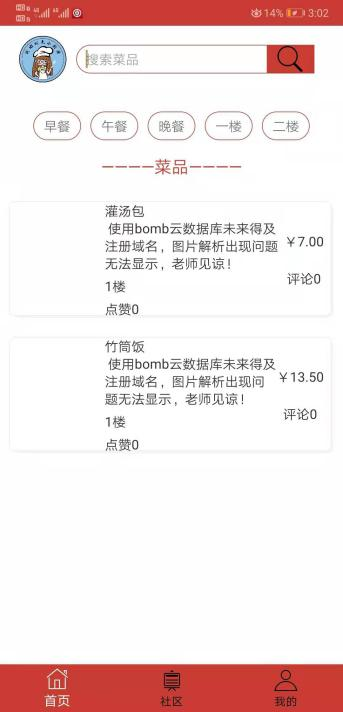 14% 3:02
搜索菜品
早餐 午餐 晚餐 一楼 二楼
————菜品————
灌汤包
使用bomb云数据库未来得及
注册域名，图片解析出现问题
无法显示，老师见谅！
￥7.00
评论0
1楼
点赞0
竹筒饭
使用bomb云数据库未来得及
注册域名，图片解析出现问
题无法显示，老师见谅！
￥13.50
评论0
1楼
点赞0
首页 社区 我的